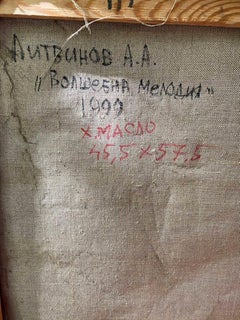 Литвинов А.А.
„Волшебна мелодия"
1999
х.масло
45,5 х 57,5